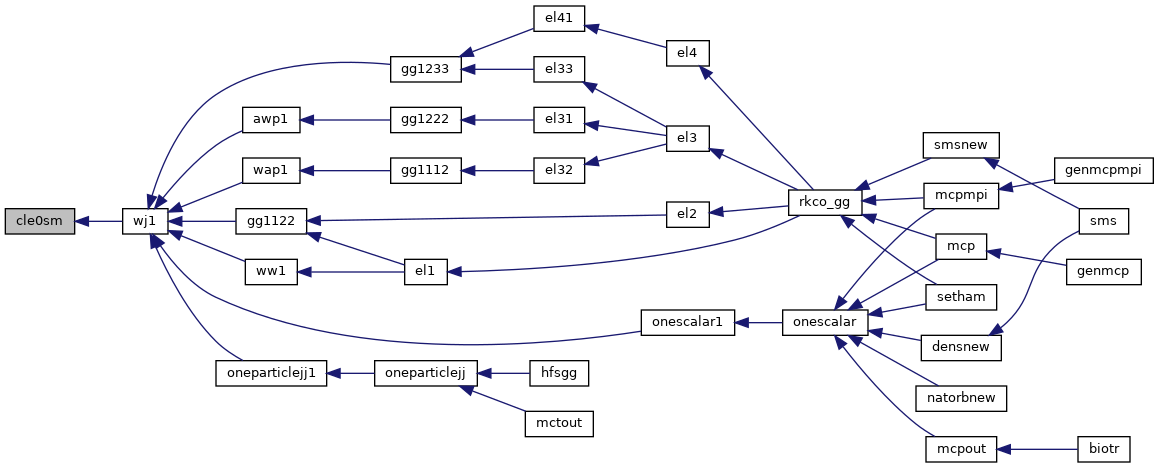 el41
el4
gg1233
el33
awp1
gg1222
el31
el3
smsnew
wap1
gg1112
el32
genmcpmpi
rkco_gg
mcpmpi
cle0sm
wj1
gg1122
el2
sms
mcp
ww1
el1
genmcp
setham
onescalar1
onescalar
densnew
oneparticlejj1
oneparticlejj
hfsgg
natorbnew
mctout
mcpout
biotr